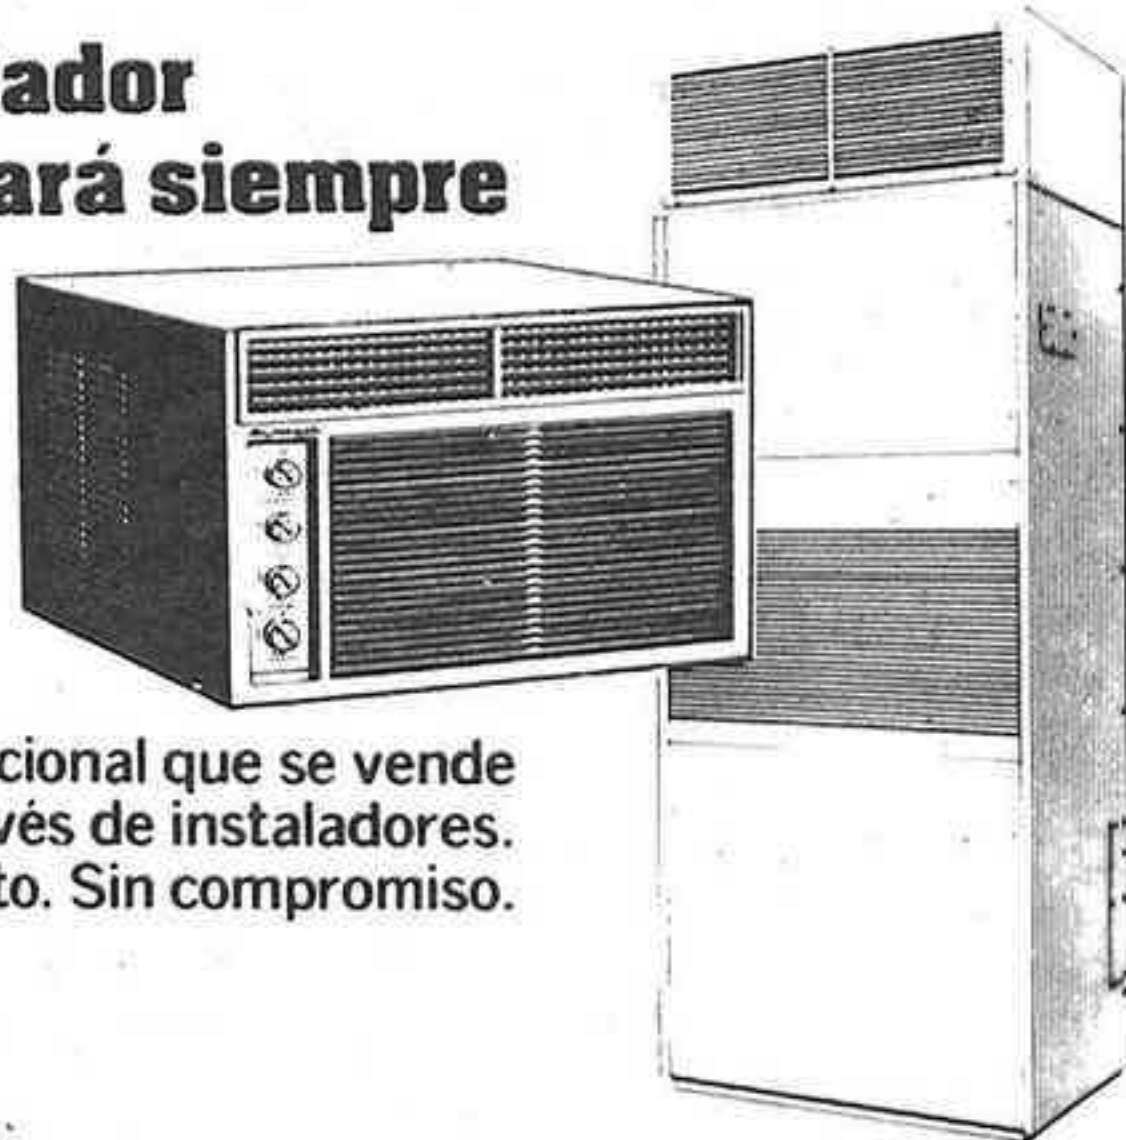 ador
ará siempre
cional que se vende
vés de instaladores.
to. Sin compromiso.